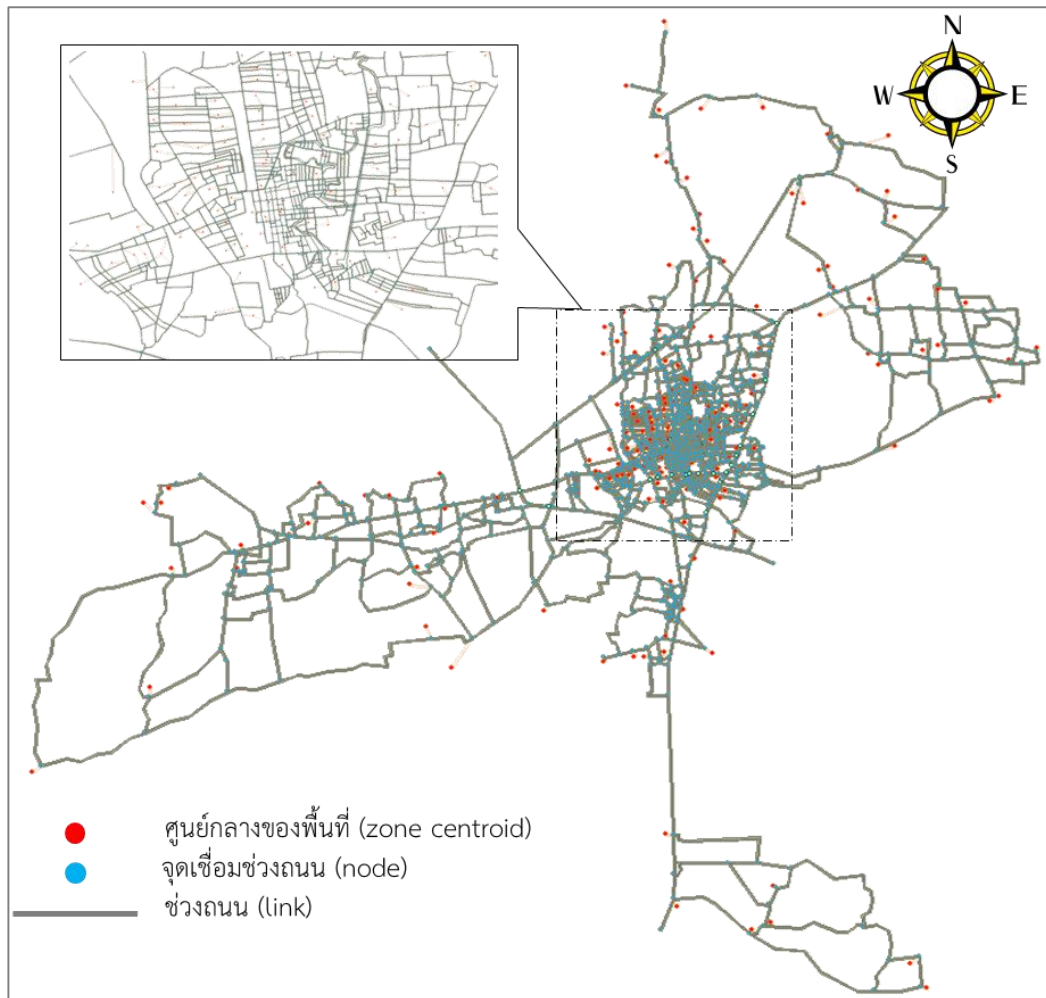 N
W E
S
ศูนย์กลางของพื้นที่ (zone centroid)
จุดเชื่อมช่วงถนน (node)
ช่วงถนน (link)